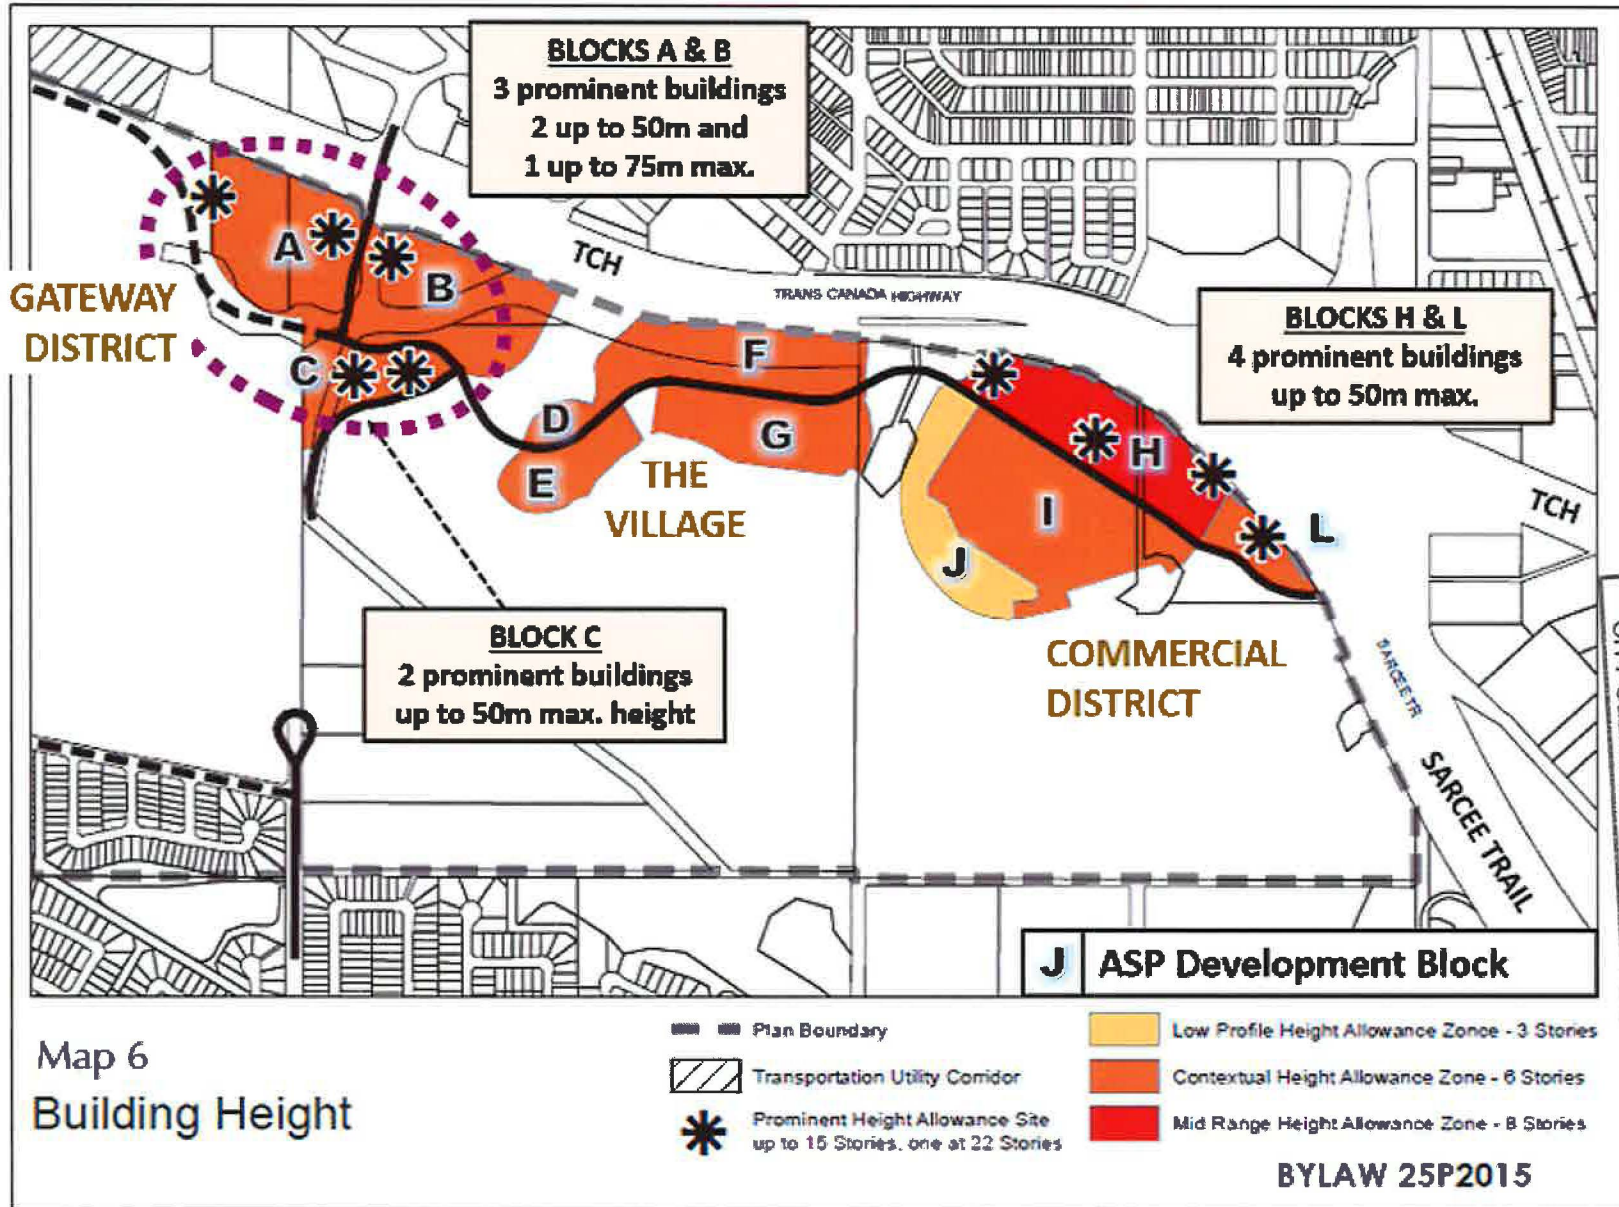 BLOCKS A & B
3 prominent buildings
2 up to 50m and
1 up to 75m max.
TCH
TRANS CANADA HIGHWAY
A
B
GATEWAY
DISTRICT
C
BLOCKS H & L
4 prominent buildings
up to 50m max.
F
D
G
E
THE
VILLAGE
H
I
J
L
TCH
BLOCK C
2 prominent buildings
up to 50m max. height
COMMERCIAL
DISTRICT
SARCEE TR
SARCEE TRAIL
J ASP Development Block
Map 6
Building Height
Plan Boundary
Transportation Utility Corridor
Prominent Height Allowance Site
up to 15 Stories, one at 22 Stories
Low Profile Height Allowance Zonce - 3 Stories
Contextual Height Allowance Zone - 6 Stories
Mid Range Height Allowance Zone - 8 Stories
BYLAW 25P2015